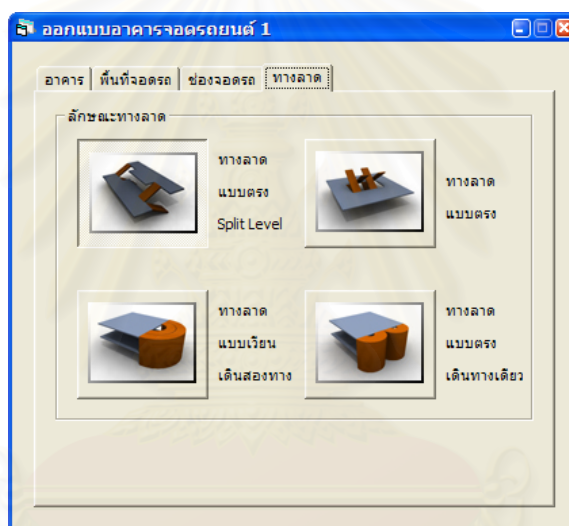 ออกแบบอาคารจอดรถยนต์ 1
อาคาร
พื้นที่จอดรถ
ช่องจอดรถ
ทางลาด
ลักษณะทางลาด
ทางลาด
แบบตรง
Split Level
ทางลาด
แบบตรง
ทางลาด
แบบเวียน
เดินสองทาง
ทางลาด
แบบตรง
เดินทางเดียว